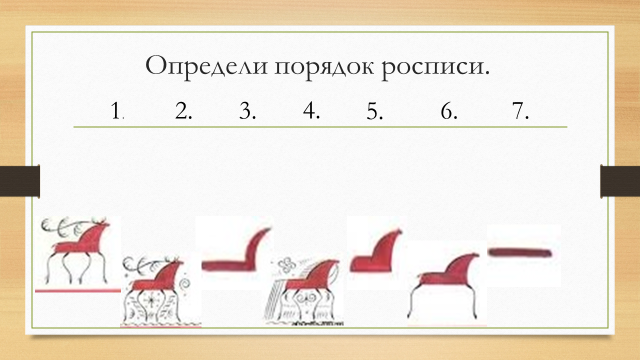 Определи порядок росписи.
1. 2. 3. 4. 5. 6. 7.